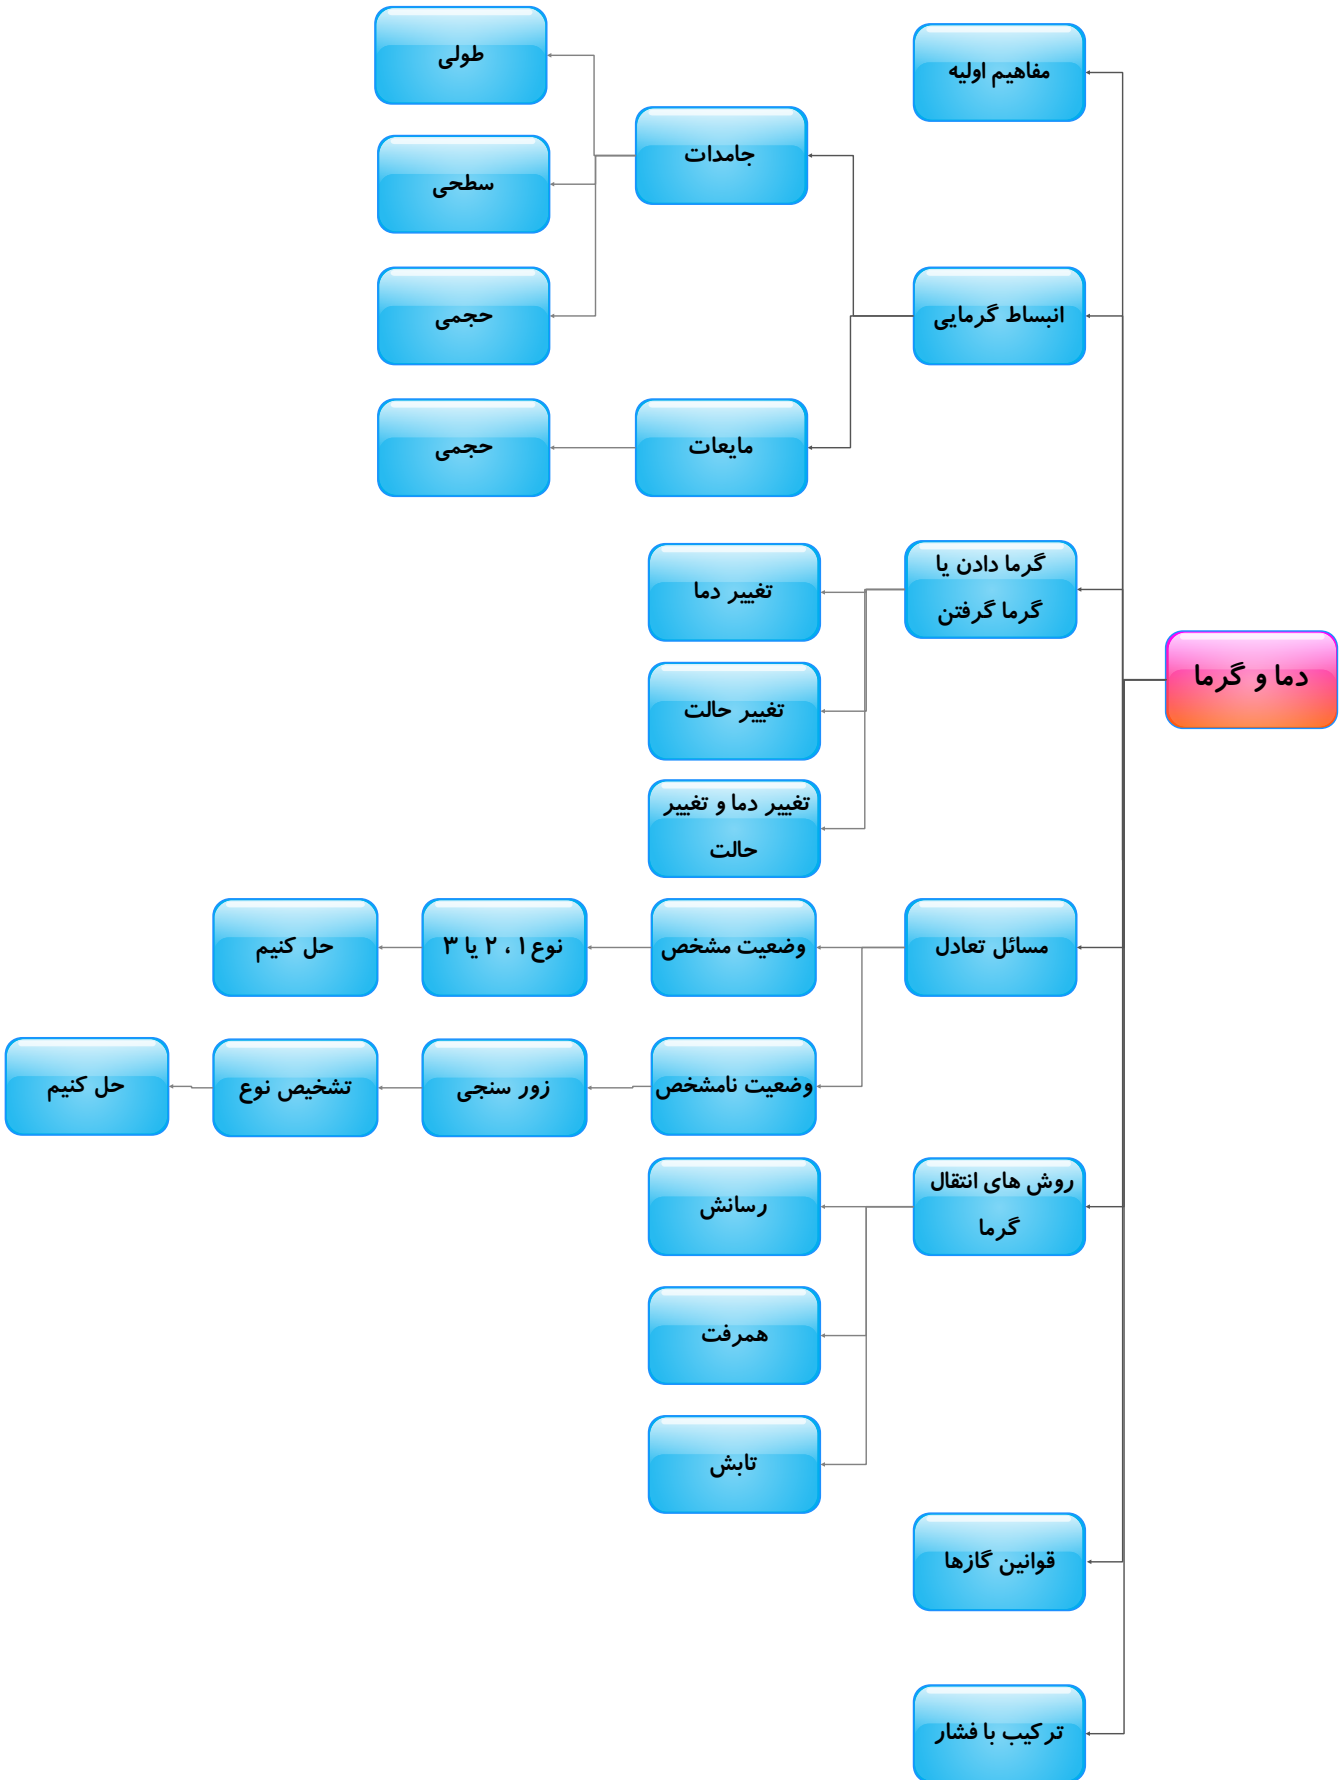 دما و گرما
مفاهیم اولیه
انبساط گرمایی
جامدات
طولی
سطحی
حجمی
مایعات
حجمی
گرما دادن یا
گرما گرفتن
تغییر دما
تغییر حالت
تغییر دما و تغییر
حالت
مسائل تعادل
وضعیت مشخص
نوع ۱ ، ۲ یا ۳
حل کنیم
وضعیت نامشخص
زور سنجی
تشخیص نوع
حل کنیم
روش های انتقال
گرما
رسانش
همرفت
تابش
قوانین گازها
ترکیب با فشار